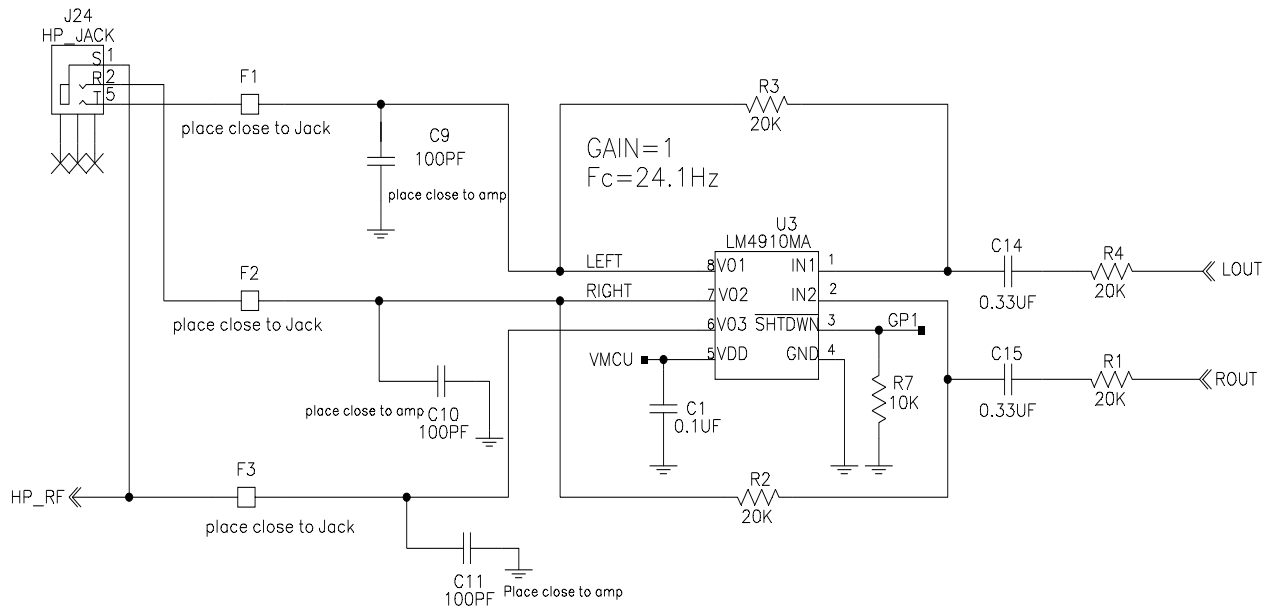 J24
HP_JACK
S 1
R 2
T 5
F1
place close to Jack
C9
100PF
place close to amp
R3
20K
GAIN=1
Fc=24.1Hz
U3
LM4910MA
LEFT
8 VO1
IN1 1
C14
0.33UF
R4
20K
LOUT
F2
place close to Jack
RIGHT
7 VO2
IN2 2
6 VO3
SHTDWN 3
GP1
VMCU
5 VDD
GND 4
C15
0.33UF
R1
20K
ROUT
place close to amp
C10
100PF
C1
0.1UF
R7
10K
HP_RF
F3
place close to Jack
R2
20K
C11
100PF
Place close to amp